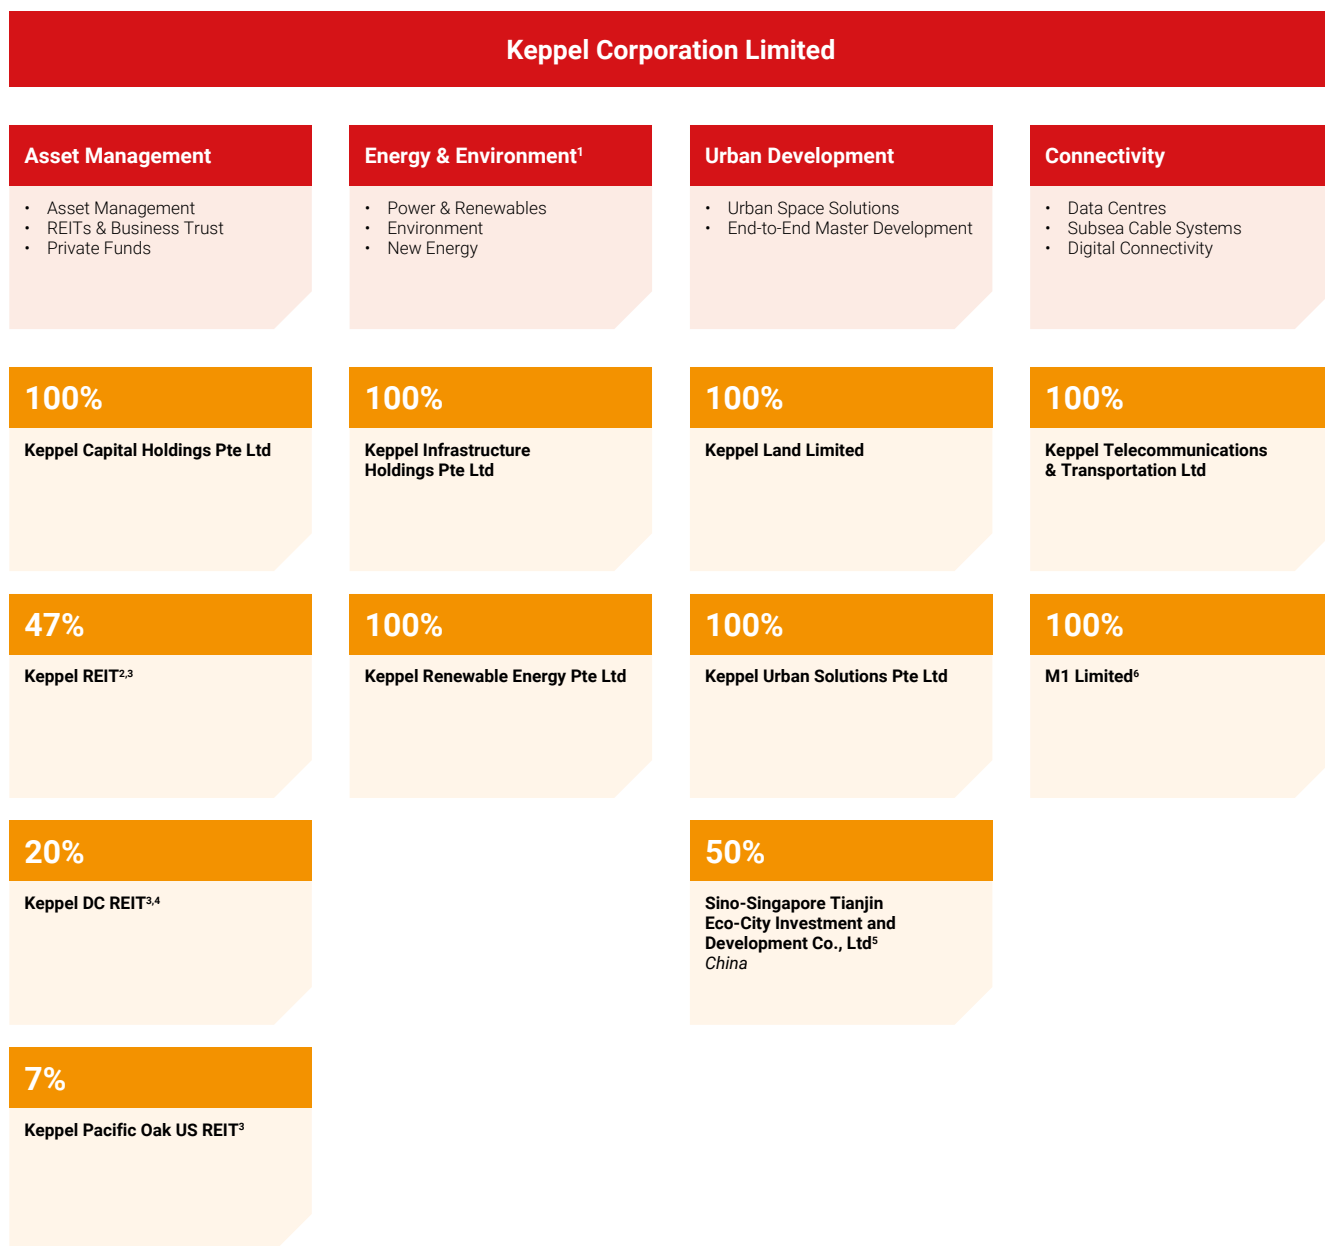 Keppel Corporation Limited
Asset Management
• Asset Management
• REITs & Business Trust
• Private Funds
Energy & Environment¹
• Power & Renewables
• Environment
• New Energy
Urban Development
• Urban Space Solutions
• End-to-End Master Development
Connectivity
• Data Centres
• Subsea Cable Systems
• Digital Connectivity
100%
Keppel Capital Holdings Pte Ltd
100%
Keppel Infrastructure
Holdings Pte Ltd
100%
Keppel Land Limited
100%
Keppel Telecommunications
& Transportation Ltd
47%
Keppel REIT²,³
100%
Keppel Renewable Energy Pte Ltd
100%
Keppel Urban Solutions Pte Ltd
100%
M1 Limited⁶
20%
Keppel DC REIT³,⁴
50%
Sino-Singapore Tianjin
Eco-City Investment and
Development Co., Ltd⁵
China
7%
Keppel Pacific Oak US REIT³